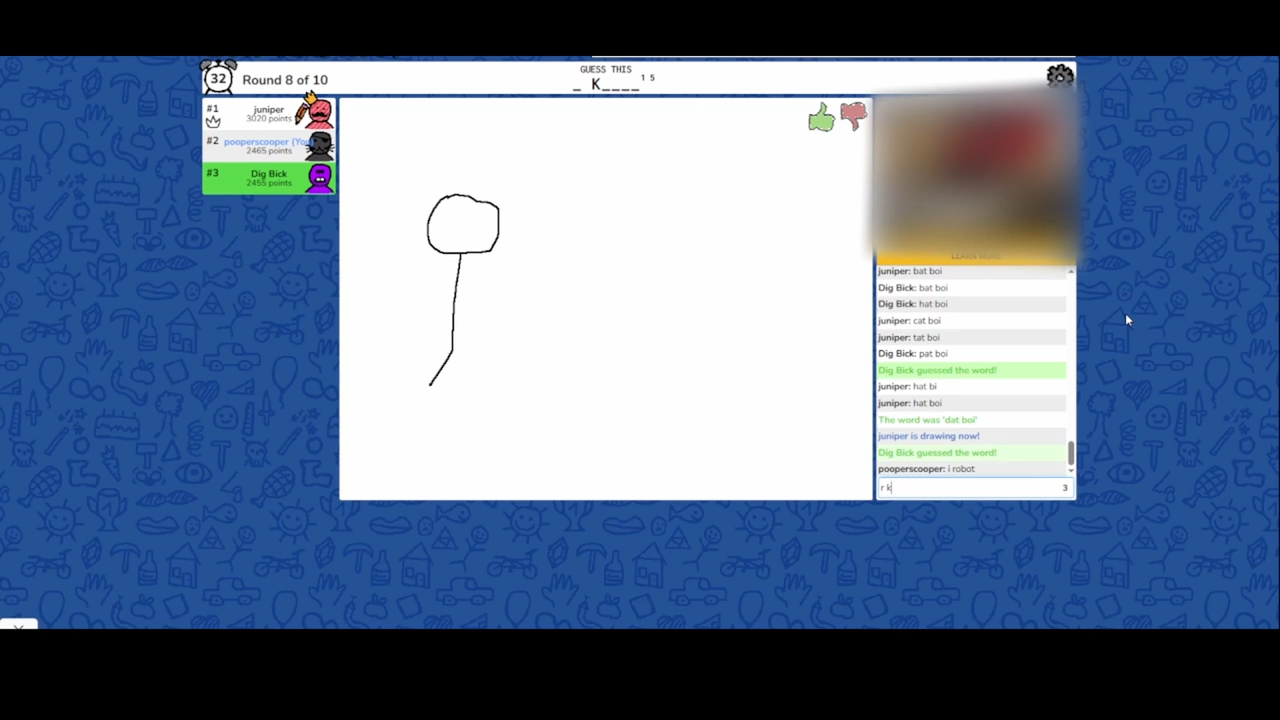 32
Round 8 of 10
GUESS THIS
_ K____ 1 5
#1 juniper
3020 points
#2 pooperscooper (You
2465 points
#3 Dig Bick
2455 points
LEARN MORE
juniper: bat boi
Dig Bick: bat boi
Dig Bick: hat boi
juniper: cat boi
juniper: tat boi
Dig Bick: pat boi
Dig Bick guessed the word!
juniper: hat bi
juniper: hat boi
The word was 'dat boi'
juniper is drawing now!
Dig Bick guessed the word!
pooperscooper: i robot
r k
3